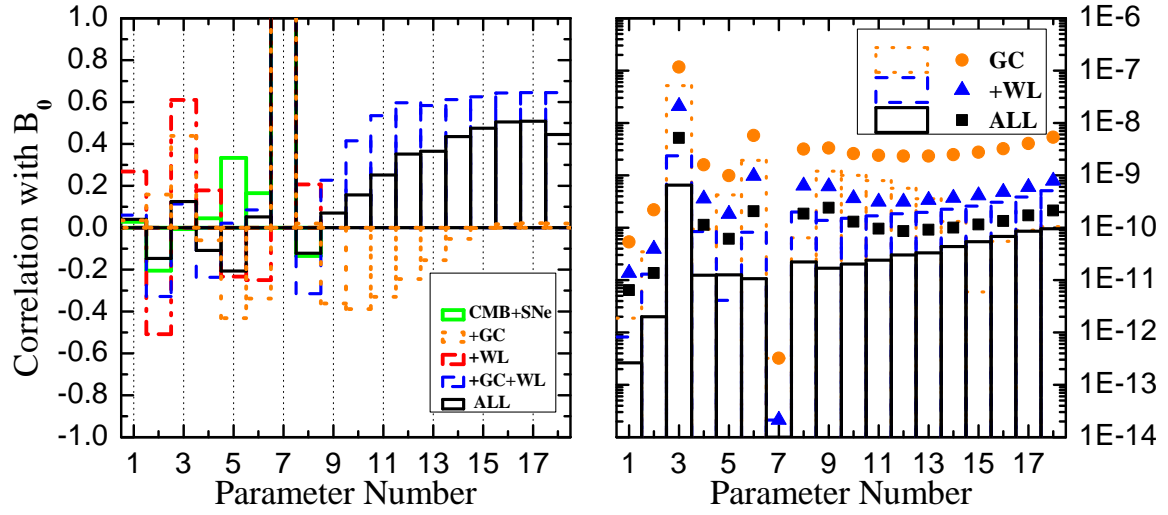 Correlation with B0
1.0
0.8
0.6
0.4
0.2
0.0
-0.2
-0.4
-0.6
-0.8
-1.0
CMB+SNe
+GC
+WL
+GC+WL
ALL
1 3 5 7 9 11 13 15 17
Parameter Number
GC
+WL
ALL
1E-6
1E-7
1E-8
1E-9
1E-10
1E-11
1E-12
1E-13
1E-14
1 3 5 7 9 11 13 15 17
Parameter Number